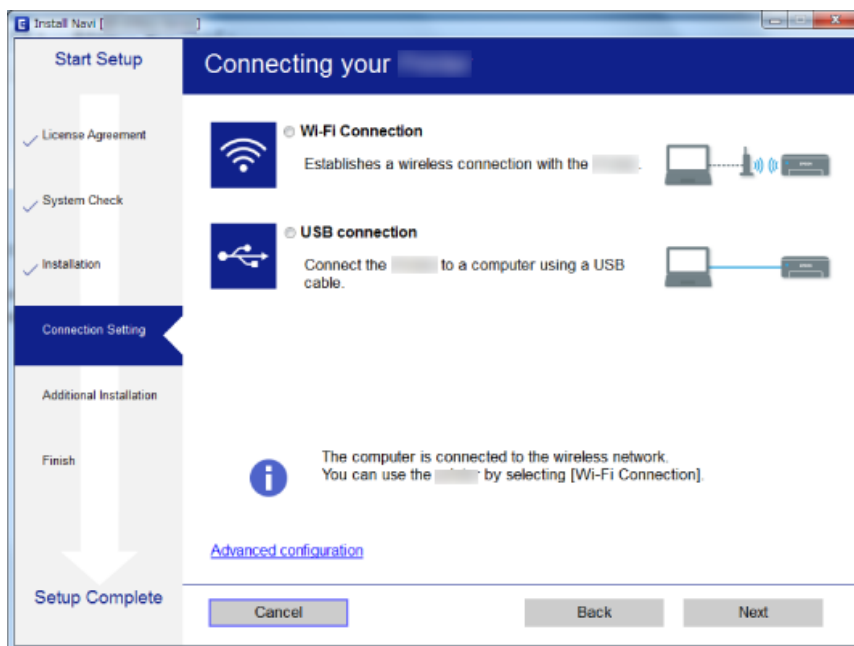 E Install Navi [ ]
Start Setup
Connecting your
License Agreement
System Check
Installation
Connection Setting
Additional Installation
Finish
Setup Complete
Wi-Fi Connection
Establishes a wireless connection with the .
USB connection
Connect the to a computer using a USB
cable.
The computer is connected to the wireless network.
You can use the by selecting [Wi-Fi Connection].
Advanced configuration
Cancel
Back
Next